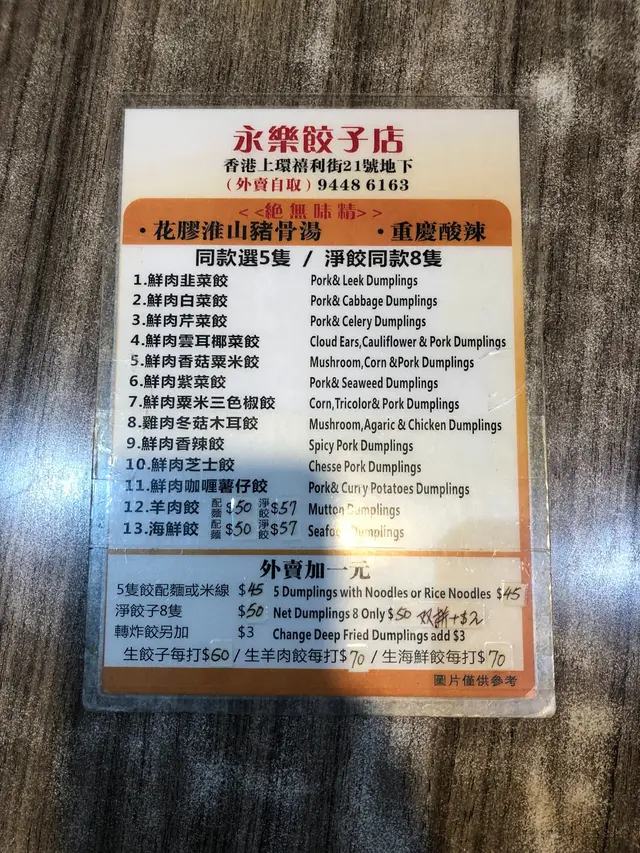 永樂餃子店
香港上環禧利街21號地下
(外賣自取) 9448 6163
<<絕無味精>>
・花膠淮山豬骨湯 ・重慶酸辣
同款選5隻 / 淨餃同款8隻
1.鮮肉韭菜餃 Pork& Leek Dumplings
2.鮮肉白菜餃 Pork& Cabbage Dumplings
3.鮮肉芹菜餃 Pork& Celery Dumplings
4.鮮肉雲耳椰菜餃 Cloud Ears,Cauliflower & Pork Dumplings
5.鮮肉香菇粟米餃 Mushroom,Corn &Pork Dumplings
6.鮮肉紫菜餃 Pork& Seaweed Dumplings
7.鮮肉粟米三色椒餃 Corn,Tricolor& Pork Dumplings
8.雞肉冬菇木耳餃 Mushroom,Agaric & Chicken Dumplings
9.鮮肉香辣餃 Spicy Pork Dumplings
10.鮮肉芝士餃 Chesse Pork Dumplings
11.鮮肉咖喱薯仔餃 Pork& Curry Potatoes Dumplings
12.羊肉餃 配麵 $50 淨餃 $57 Mutton Dumplings
13.海鮮餃 配麵 $50 淨餃 $57 Seafood Dumplings
外賣加一元
5隻餃配麵或米線 $45 5 Dumplings with Noodles or Rice Noodles $45
淨餃子8隻 $50 Net Dumplings 8 Only $50 双拼+$2
轉炸餃另加 $3 Change Deep Fried Dumplings add $3
生餃子每打$60 / 生羊肉餃每打$70 / 生海鮮餃每打$70
圖片僅供參考